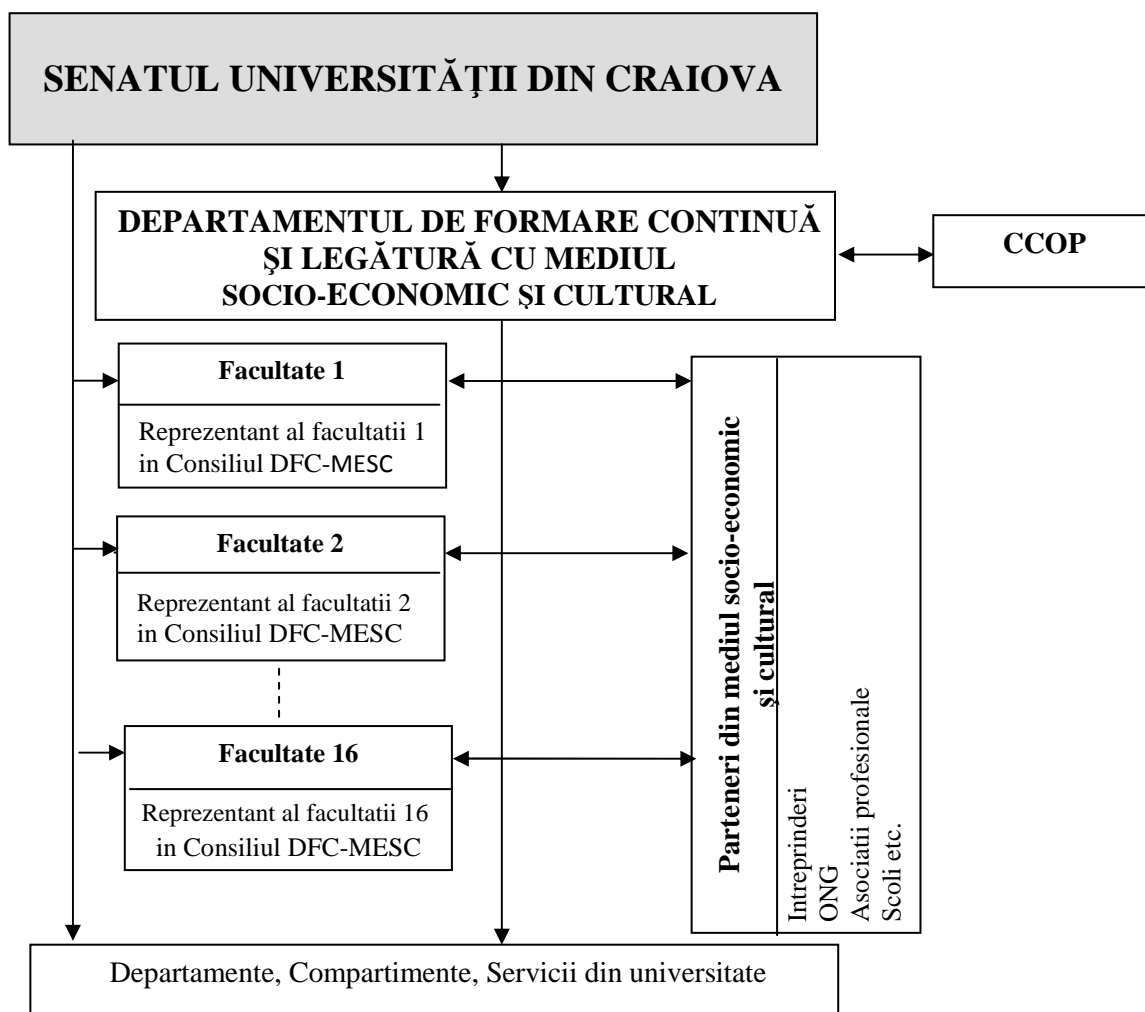 SENATUL UNIVERSITĂŢII DIN CRAIOVA
DEPARTAMENTUL DE FORMARE CONTINUĂ
ŞI LEGĂTURĂ CU MEDIUL
SOCIO-ECONOMIC ŞI CULTURAL
CCOP
Facultate 1
Reprezentant al facultatii 1
in Consiliul DFC-MESC
Facultate 2
Reprezentant al facultatii 2
in Consiliul DFC-MESC
Facultate 16
Reprezentant al facultatii 16
in Consiliul DFC-MESC
Parteneri din mediul socio-economic
şi cultural
Intreprinderi
ONG
Asociatii profesionale
Scoli etc.
Departamente, Compartimente, Servicii din universitate